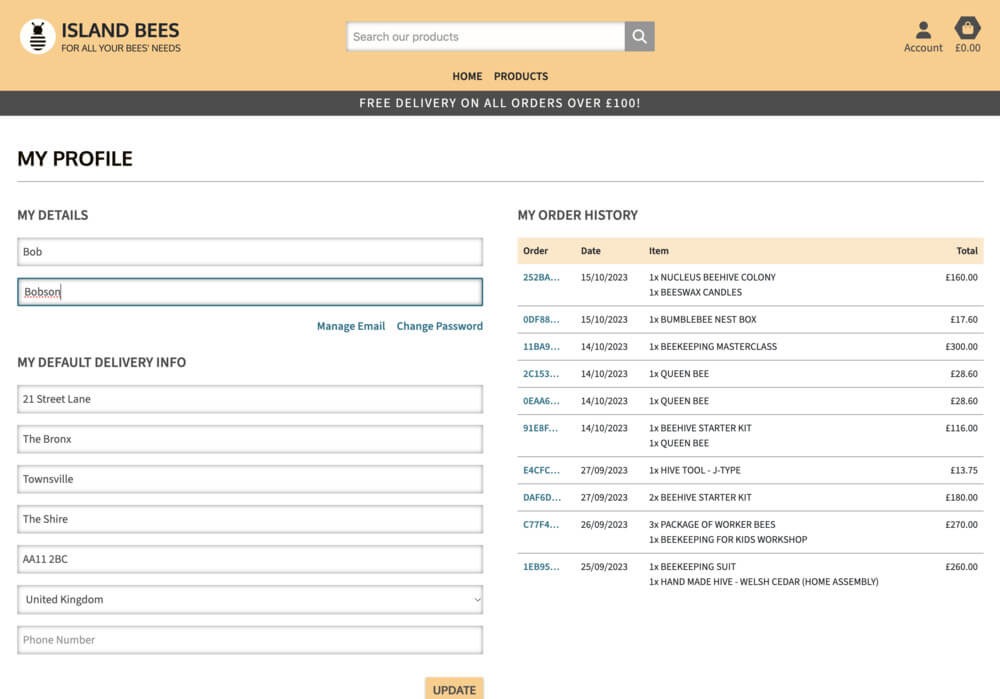 ISLAND BEES
FOR ALL YOUR BEES' NEEDS
Search our products
Account
£0.00
HOME PRODUCTS
FREE DELIVERY ON ALL ORDERS OVER £100!
MY PROFILE
MY DETAILS
Bob
Bobson
Manage Email Change Password
MY DEFAULT DELIVERY INFO
21 Street Lane
The Bronx
Townsville
The Shire
AA11 2BC
United Kingdom
Phone Number
UPDATE
MY ORDER HISTORY
Order Date Item Total
252BA... 15/10/2023 1x NUCLEUS BEEHIVE COLONY £160.00
1x BEESWAX CANDLES
0DF88... 15/10/2023 1x BUMBLEBEE NEST BOX £17.60
11BA9... 14/10/2023 1x BEEKEEPING MASTERCLASS £300.00
2C153... 14/10/2023 1x QUEEN BEE £28.60
0EAA6... 14/10/2023 1x QUEEN BEE £28.60
91E8F... 14/10/2023 1x BEEHIVE STARTER KIT £116.00
1x QUEEN BEE
E4CFC... 27/09/2023 1x HIVE TOOL - J-TYPE £13.75
DAF6D... 27/09/2023 2x BEEHIVE STARTER KIT £180.00
C77F4... 26/09/2023 3x PACKAGE OF WORKER BEES £270.00
1x BEEKEEPING FOR KIDS WORKSHOP
1EB95... 25/09/2023 1x BEEKEEPING SUIT £260.00
1x HAND MADE HIVE - WELSH CEDAR (HOME ASSEMBLY)